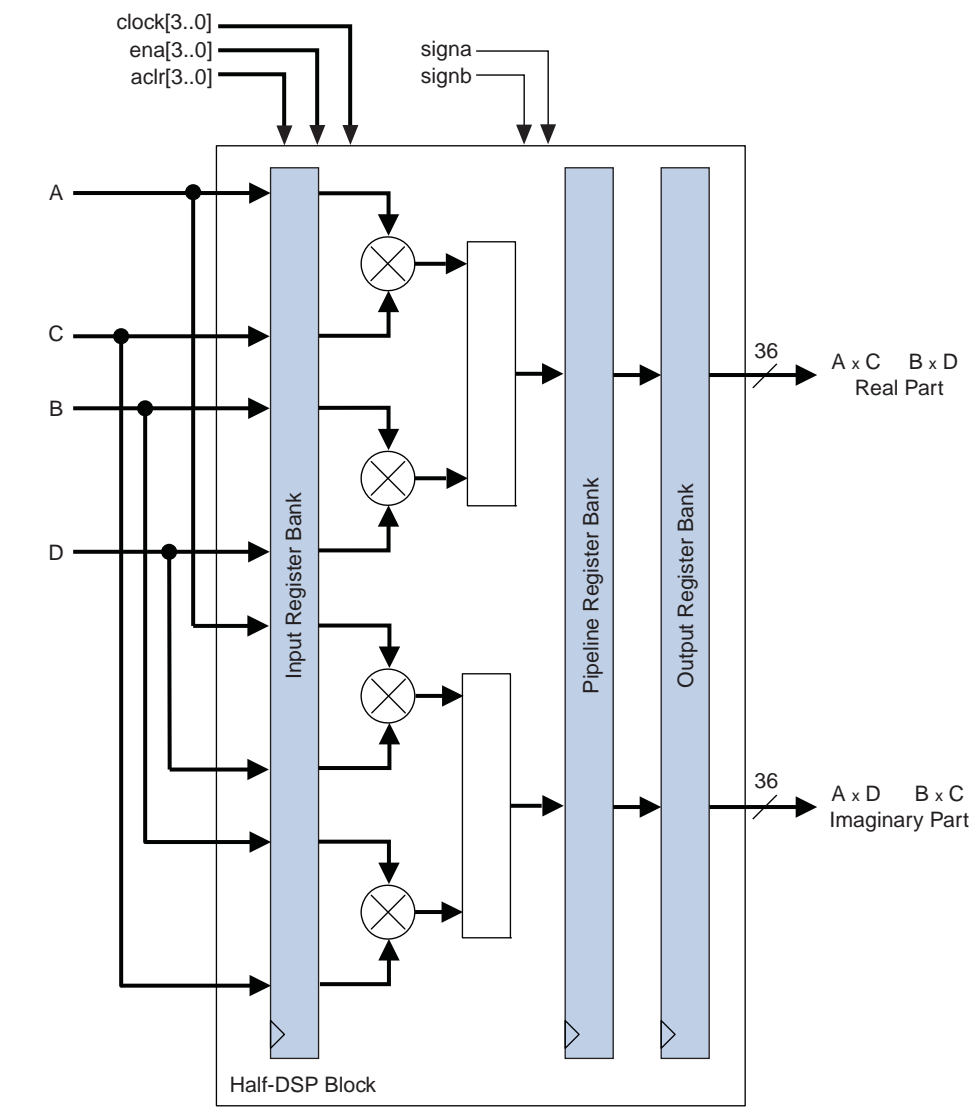 clock[3..0]
ena[3..0]
aclr[3..0]
signa
signb
A
C
B
D
Input Register Bank
Pipeline Register Bank
Output Register Bank
36
A x C B x D
Real Part
36
A x D B x C
Imaginary Part
Half-DSP Block